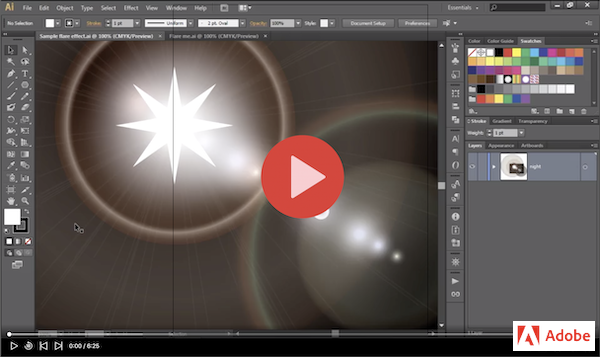 Ai File Edit Object Type Select Effect View Window Help Essentials
No Selection Stroke: 1 pt Uniform 2 pt. Oval Opacity: 100% Style: Document Setup Preferences
Sample flare effect.ai @ 100% (CMYK/Preview) × Flare me.ai @ 100% (CMYK/Preview) ×
Color Color Guide Swatches
Stroke Gradient Transparency
Weight: 1 pt
Layers Appearance Artboards
night
0:00 / 6:25
Adobe